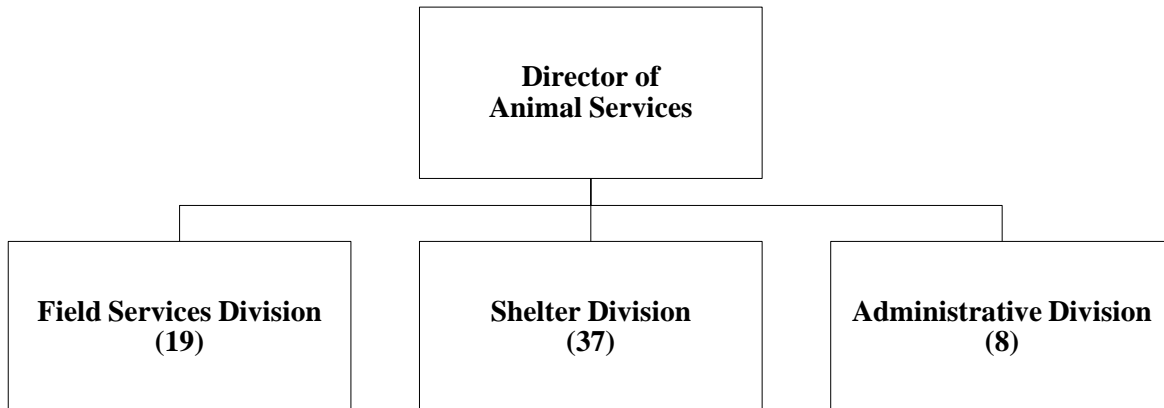 Director of
Animal Services
Field Services Division
(19)
Shelter Division
(37)
Administrative Division
(8)